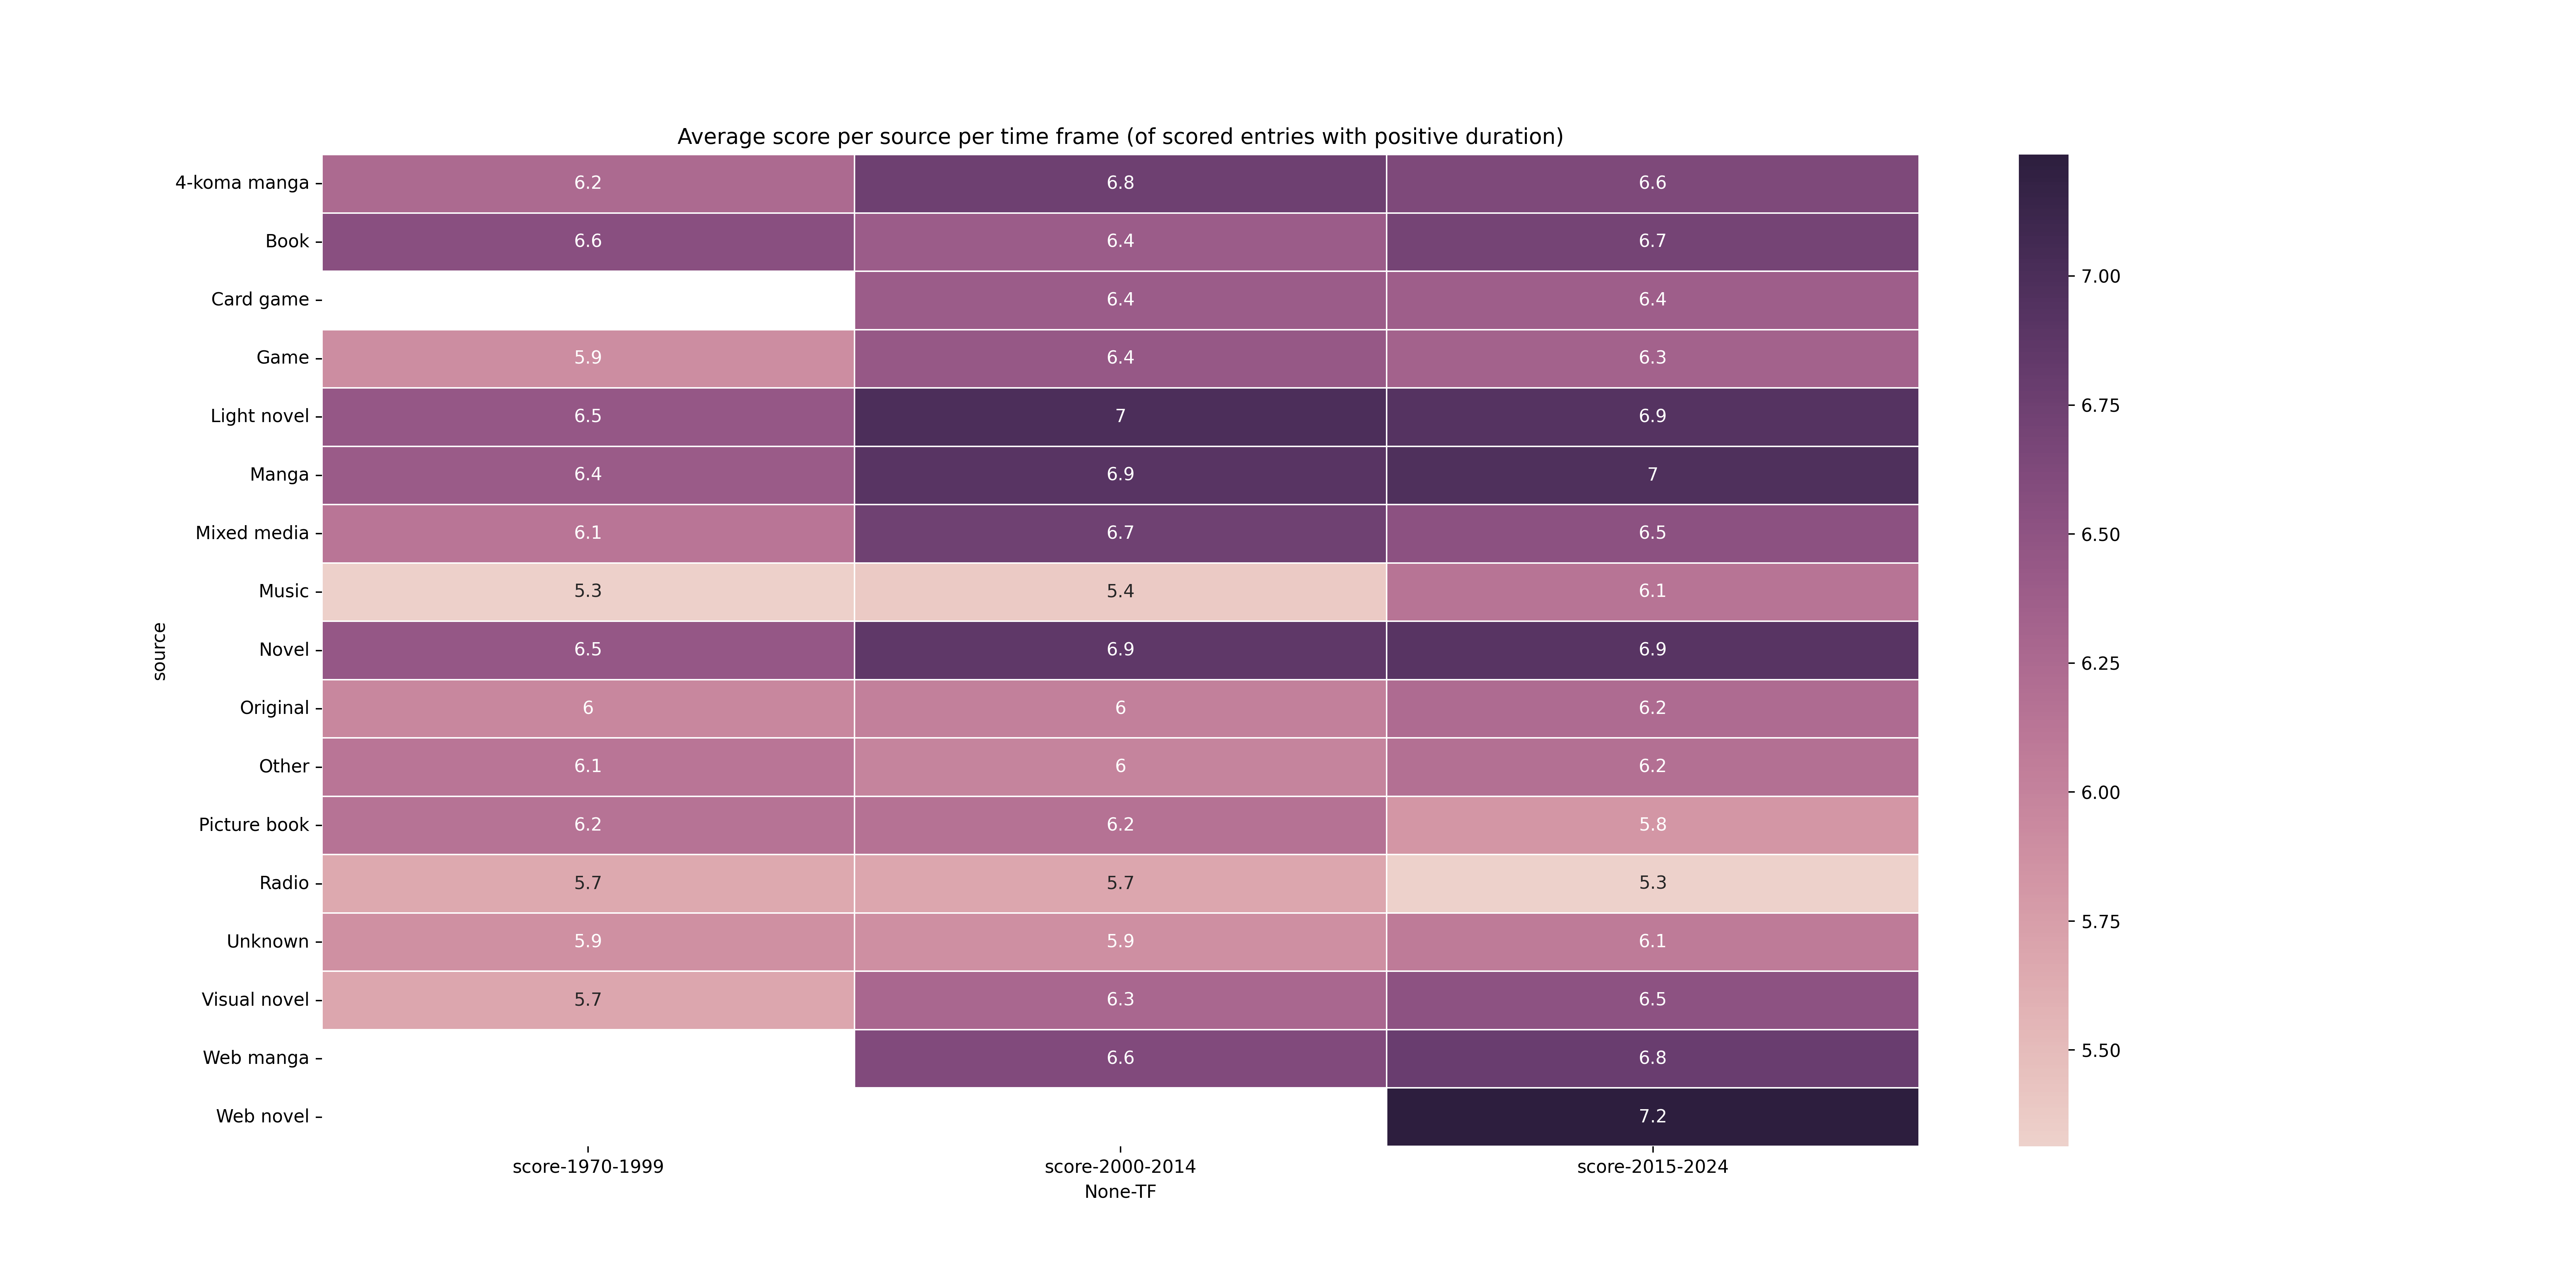 Average score per source per time frame (of scored entries with positive duration)
4-koma manga 6.2 6.8 6.6
Book 6.6 6.4 6.7
Card game 6.4 6.4
Game 5.9 6.4 6.3
Light novel 6.5 7 6.9
Manga 6.4 6.9 7
Mixed media 6.1 6.7 6.5
Music 5.3 5.4 6.1
Novel 6.5 6.9 6.9
Original 6 6 6.2
Other 6.1 6 6.2
Picture book 6.2 6.2 5.8
Radio 5.7 5.7 5.3
Unknown 5.9 5.9 6.1
Visual novel 5.7 6.3 6.5
Web manga 6.6 6.8
Web novel 7.2
source
score-1970-1999 score-2000-2014 score-2015-2024
None-TF
7.00
6.75
6.50
6.25
6.00
5.75
5.50